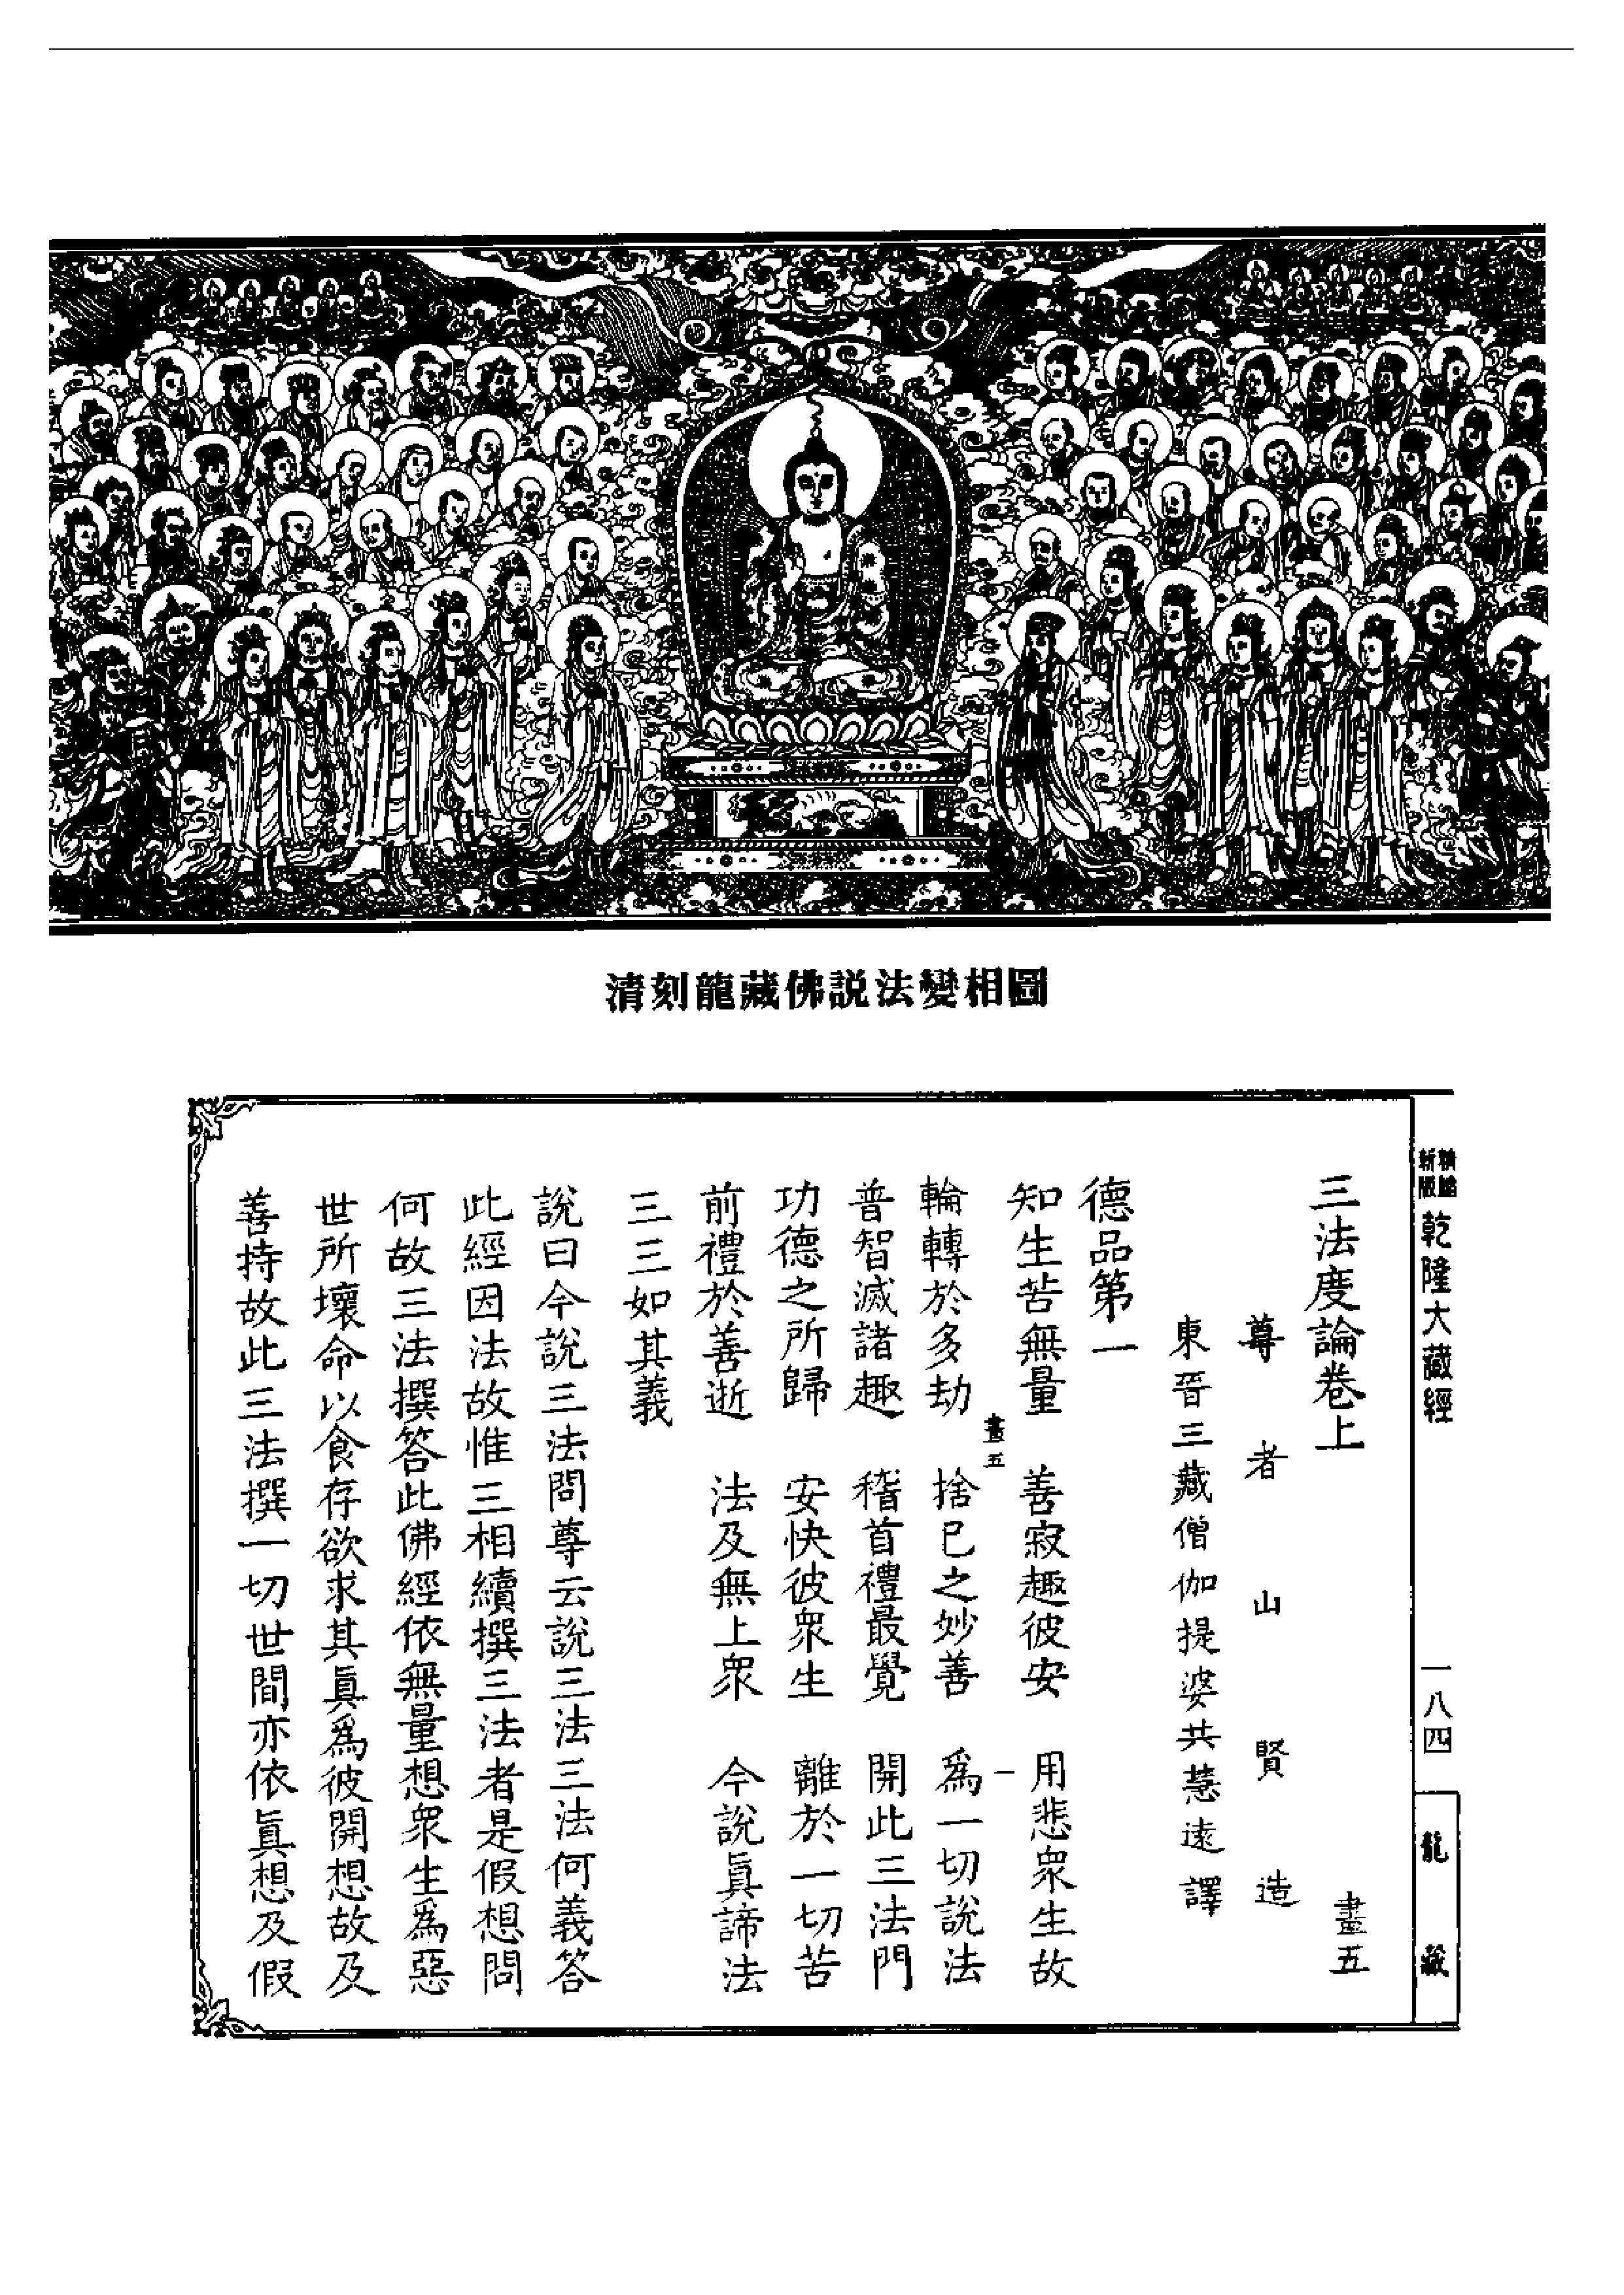 清刻龍藏佛說法變相圖
新版
乾隆大藏經
一八四
龍藏
三法度論卷上
畫五
尊者山賢造
東晉三藏僧伽提婆共慧遠譯
德品第一
知生苦無量 善寂趣彼安 用悲衆生故
畫五
一
輪轉於多劫 捨已之妙善 為一切說法
普智滅諸趣 稽首禮最覺 開此三法門
功德之所歸 安快彼衆生 離於一切苦
前禮於善逝 法及無上衆 今說眞諦法
三三如其義
說曰今說三法問尊云說三法三法何義答
此經因法故惟三相續撰三法者是假想問
何故三法撰答此佛經依無量想衆生為惡
世所壞命以食存欲求其眞為彼開想故及
善持故此三法撰一切世間亦依眞想及假